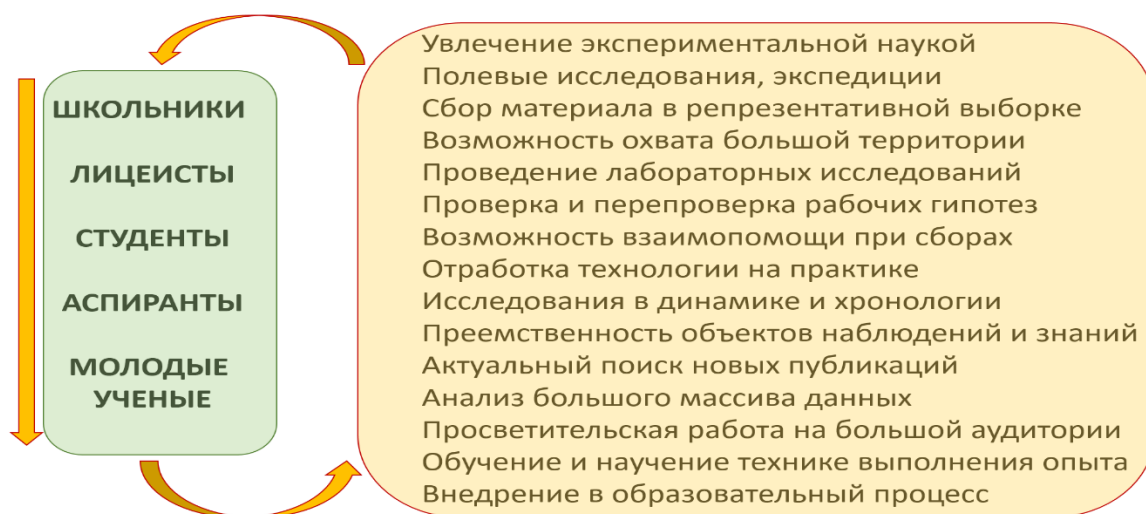 ШКОЛЬНИКИ
ЛИЦЕИСТЫ
СТУДЕНТЫ
АСПИРАНТЫ
МОЛОДЫЕ
УЧЕНЫЕ
Увлечение экспериментальной наукой
Полевые исследования, экспедиции
Сбор материала в репрезентативной выборке
Возможность охвата большой территории
Проведение лабораторных исследований
Проверка и перепроверка рабочих гипотез
Возможность взаимопомощи при сборах
Отработка технологии на практике
Исследования в динамике и хронологии
Преемственность объектов наблюдений и знаний
Актуальный поиск новых публикаций
Анализ большого массива данных
Просветительская работа на большой аудитории
Обучение и научение технике выполнения опыта
Внедрение в образовательный процесс